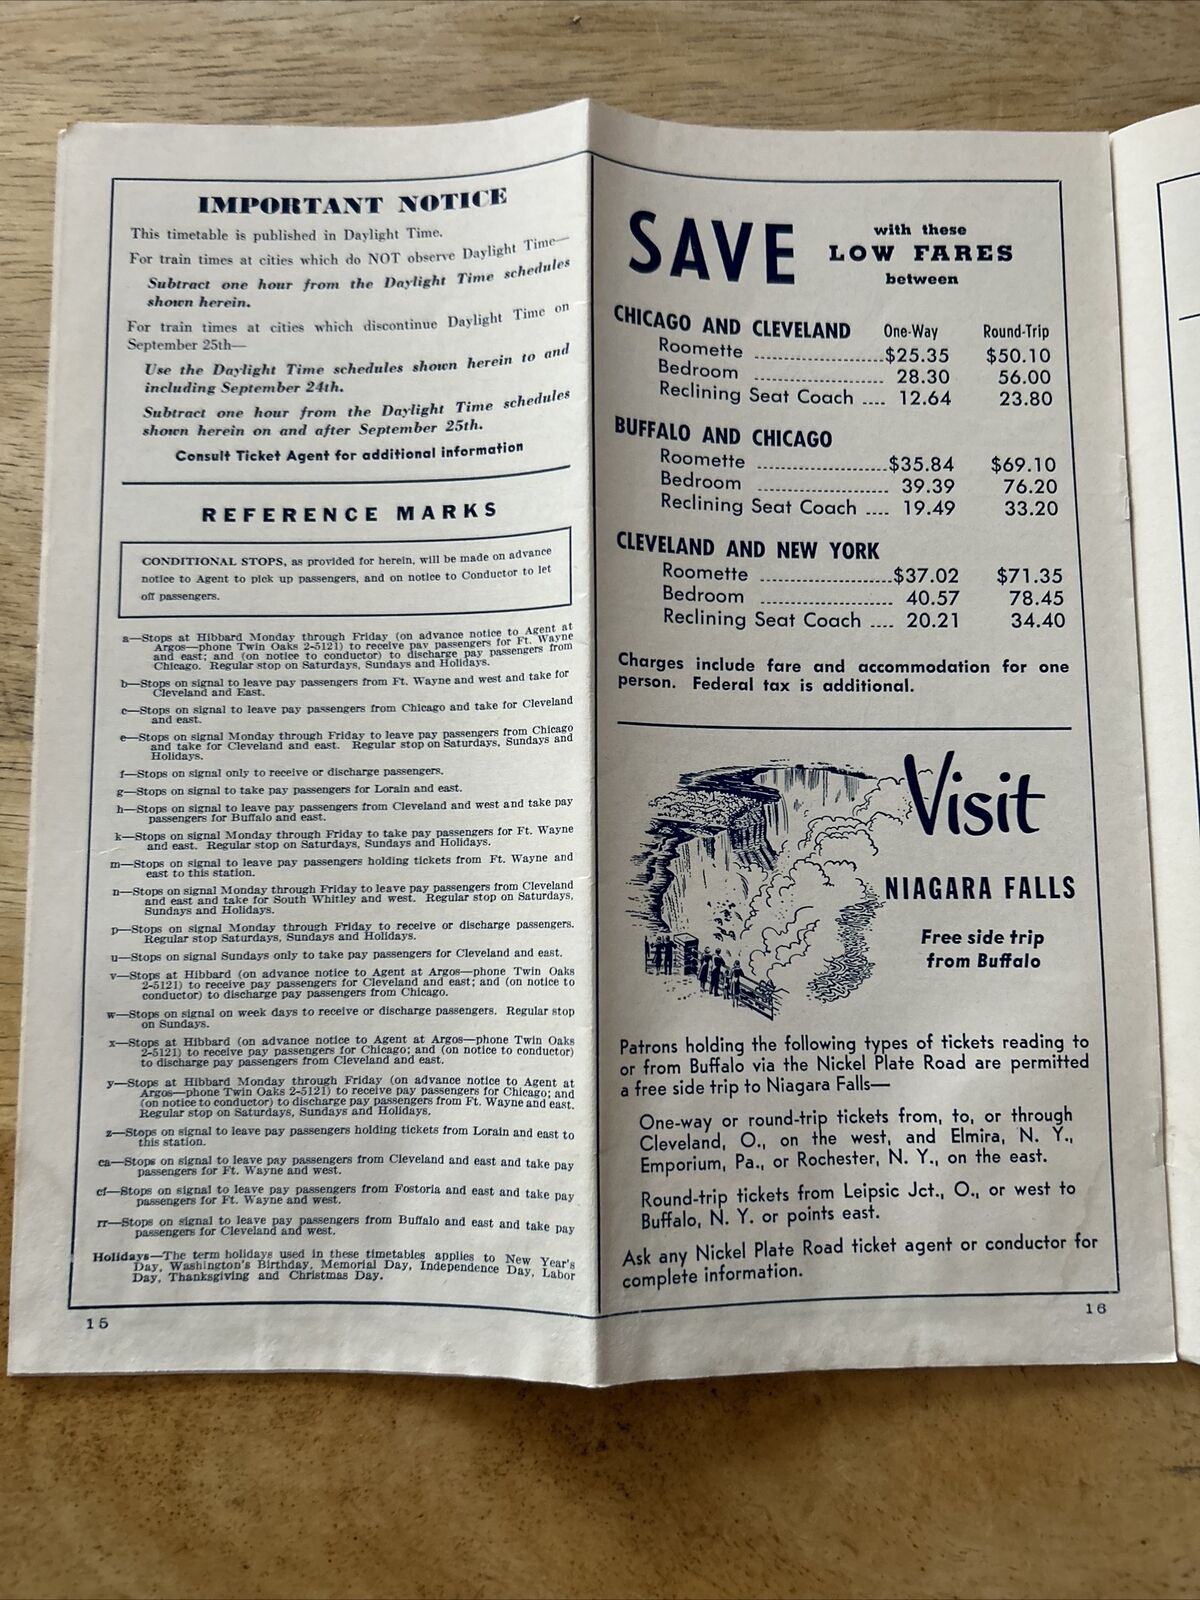 IMPORTANT NOTICE
This timetable is published in Daylight Time.
For train times at cities which do NOT observe Daylight Time—
Subtract one hour from the Daylight Time schedules
shown herein.
For train times at cities which discontinue Daylight Time on
September 25th—
Use the Daylight Time schedules shown herein to and
including September 24th.
Subtract one hour from the Daylight Time schedules
shown herein on and after September 25th.
Consult Ticket Agent for additional information
REFERENCE MARKS
CONDITIONAL STOPS, as provided for herein, will be made on advance
notice to Agent to pick up passengers, and on notice to Conductor to let
off passengers.
a—Stops at Hibbard Monday through Friday (on advance notice to Agent at
Argos—phone Twin Oaks 2-5121) to receive pay passengers for Ft. Wayne
and east; and (on notice to conductor) to discharge pay passengers from
Chicago. Regular stop on Saturdays, Sundays and Holidays.
b—Stops on signal to leave pay passengers from Ft. Wayne and west and take for
Cleveland and East.
c—Stops on signal to leave pay passengers from Chicago and take for Cleveland
and east.
e—Stops on signal Monday through Friday to leave pay passengers from Chicago
and take for Cleveland and east. Regular stop on Saturdays, Sundays and
Holidays.
f—Stops on signal only to receive or discharge passengers.
g—Stops on signal to take pay passengers for Lorain and east.
h—Stops on signal to leave pay passengers from Cleveland and west and take pay
passengers for Buffalo and east.
k—Stops on signal Monday through Friday to take pay passengers for Ft. Wayne
and east. Regular stop on Saturdays, Sundays and Holidays.
m—Stops on signal to leave pay passengers holding tickets from Ft. Wayne and
east to this station.
n—Stops on signal Monday through Friday to leave pay passengers from Cleveland
and east and take for South Whitley and west. Regular stop on Saturdays,
Sundays and Holidays.
p—Stops on signal Monday through Friday to receive or discharge passengers.
Regular stop Saturdays, Sundays and Holidays.
u—Stops on signal Sundays only to take pay passengers for Cleveland and east.
v—Stops at Hibbard (on advance notice to Agent at Argos—phone Twin Oaks
2-5121) to receive pay passengers for Cleveland and east; and (on notice to
conductor) to discharge pay passengers from Chicago.
w—Stops on signal on week days to receive or discharge passengers. Regular stop
on Sundays.
x—Stops at Hibbard (on advance notice to Agent at Argos—phone Twin Oaks
2-5121) to receive pay passengers for Chicago; and (on notice to conductor)
to discharge pay passengers from Cleveland and east.
y—Stops at Hibbard Monday through Friday (on advance notice to Agent at
Argos—phone Twin Oaks 2-5121) to receive pay passengers for Chicago; and
(on notice to conductor) to discharge pay passengers from Ft. Wayne and east.
Regular stop on Saturdays, Sundays and Holidays.
z—Stops on signal to leave pay passengers holding tickets from Lorain and east to
this station.
ca—Stops on signal to leave pay passengers from Cleveland and east and take pay
passengers for Ft. Wayne and west.
cf—Stops on signal to leave pay passengers from Fostoria and east and take pay
passengers for Ft. Wayne and west.
rr—Stops on signal to leave pay passengers from Buffalo and east and take pay
passengers for Cleveland and west.
Holidays—The term holidays used in these timetables applies to New Year's
Day, Washington's Birthday, Memorial Day, Independence Day, Labor
Day, Thanksgiving and Christmas Day.
15
SAVE with these
LOW FARES
between
CHICAGO AND CLEVELAND One-Way Round-Trip
Roomette ........................ $25.35 $50.10
Bedroom ........................ 28.30 56.00
Reclining Seat Coach .... 12.64 23.80
BUFFALO AND CHICAGO
Roomette ........................ $35.84 $69.10
Bedroom ........................ 39.39 76.20
Reclining Seat Coach .... 19.49 33.20
CLEVELAND AND NEW YORK
Roomette ........................ $37.02 $71.35
Bedroom ........................ 40.57 78.45
Reclining Seat Coach .... 20.21 34.40
Charges include fare and accommodation for one
person. Federal tax is additional.
Visit
NIAGARA FALLS
Free side trip
from Buffalo
Patrons holding the following types of tickets reading to
or from Buffalo via the Nickel Plate Road are permitted
a free side trip to Niagara Falls—
One-way or round-trip tickets from, to, or through
Cleveland, O., on the west, and Elmira, N. Y.,
Emporium, Pa., or Rochester, N. Y., on the east.
Round-trip tickets from Leipsic Jct., O., or west to
Buffalo, N. Y. or points east.
Ask any Nickel Plate Road ticket agent or conductor for
complete information.
16